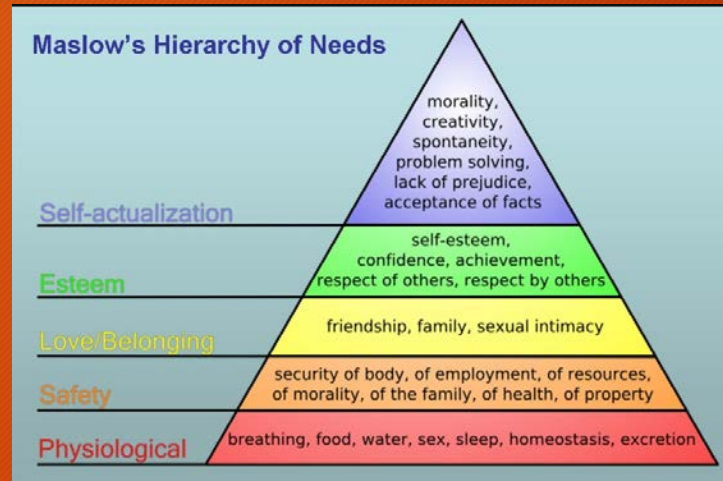 Maslow's Hierarchy of Needs
morality,
creativity,
spontaneity,
problem solving,
lack of prejudice,
acceptance of facts
Self-actualization
self-esteem,
confidence, achievement,
respect of others, respect by others
Esteem
friendship, family, sexual intimacy
Love/Belonging
security of body, of employment, of resources,
of morality, of the family, of health, of property
Safety
breathing, food, water, sex, sleep, homeostasis, excretion
Physiological